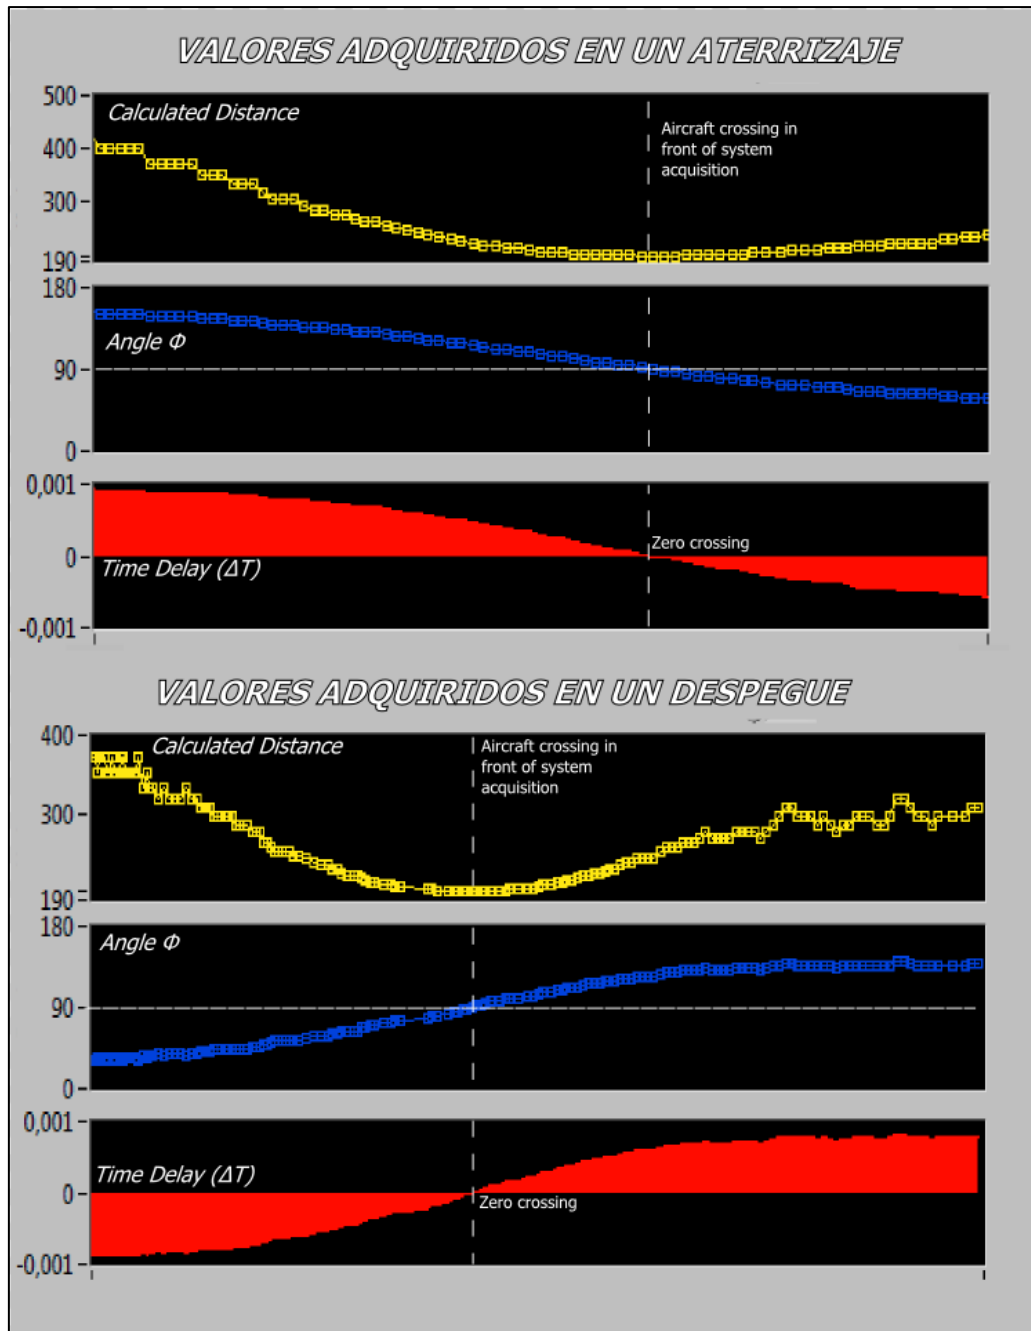 VALORES ADQUIRIDOS EN UN ATERRIZAJE
500
Calculated Distance
400
300
190
Aircraft crossing in
front of system
acquisition
180
Angle Φ
90
0
0,001
0
Time Delay (ΔT)
-0,001
Zero crossing
VALORES ADQUIRIDOS EN UN DESPEGUE
400
Calculated Distance
300
190
Aircraft crossing in
front of system
acquisition
180
Angle Φ
90
0
0,001
Time Delay (ΔT)
0
-0,001
Zero crossing